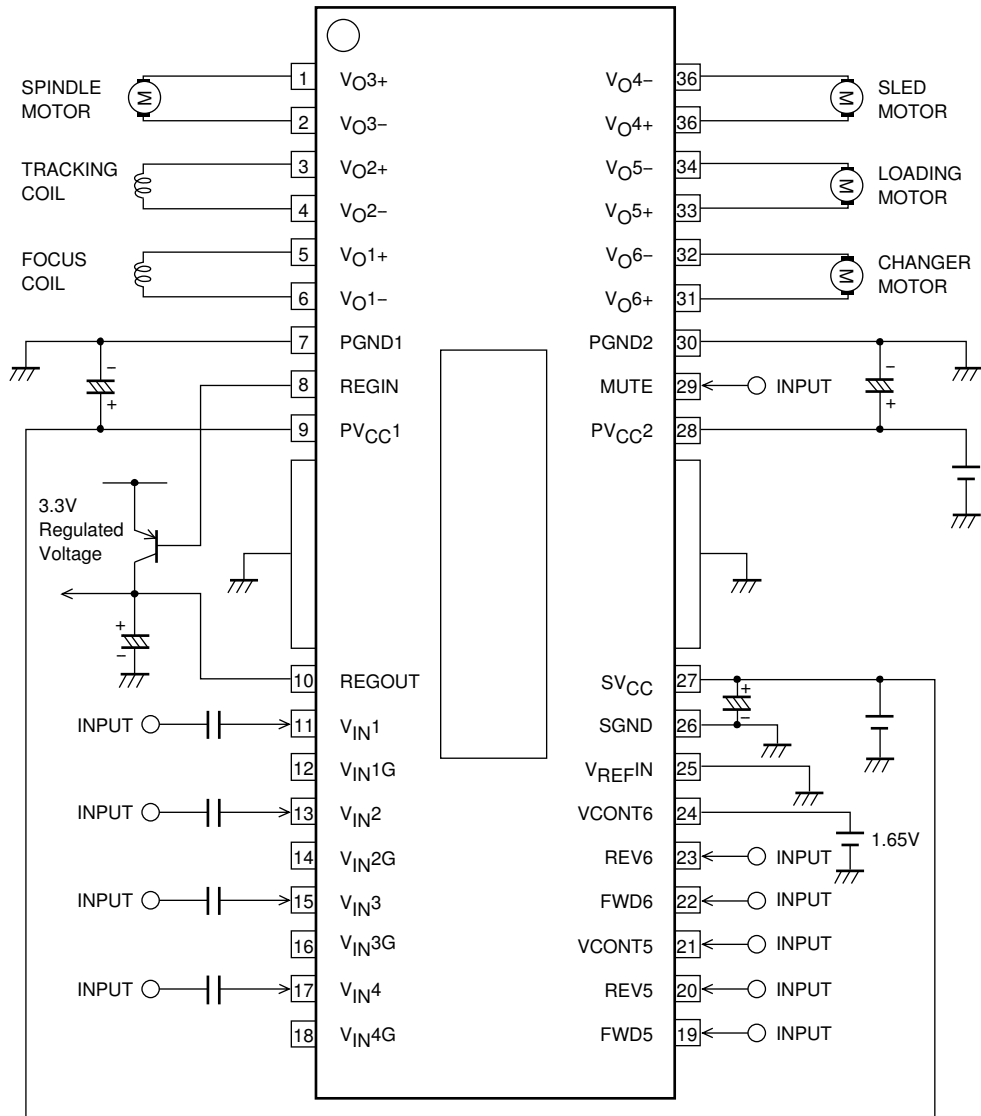 SPINDLE
MOTOR
M
1
VO3+
2
VO3-
TRACKING
COIL
3
VO2+
4
VO2-
FOCUS
COIL
5
VO1+
6
VO1-
7
PGND1
-
+
8
REGIN
9
PVCC1
3.3V
Regulated
Voltage
+
-
10
REGOUT
INPUT
11
VIN1
12
VIN1G
INPUT
13
VIN2
14
VIN2G
INPUT
15
VIN3
16
VIN3G
INPUT
17
VIN4
18
VIN4G
VO4-
36
VO4+
36
M
SLED
MOTOR
VO5-
34
VO5+
33
M
LOADING
MOTOR
VO6-
32
VO6+
31
M
CHANGER
MOTOR
PGND2
30
MUTE
29
INPUT
-
+
PVCC2
28
SVCC
27
+
-
SGND
26
VREFIN
25
VCONT6
24
1.65V
REV6
23
INPUT
FWD6
22
INPUT
VCONT5
21
INPUT
REV5
20
INPUT
FWD5
19
INPUT